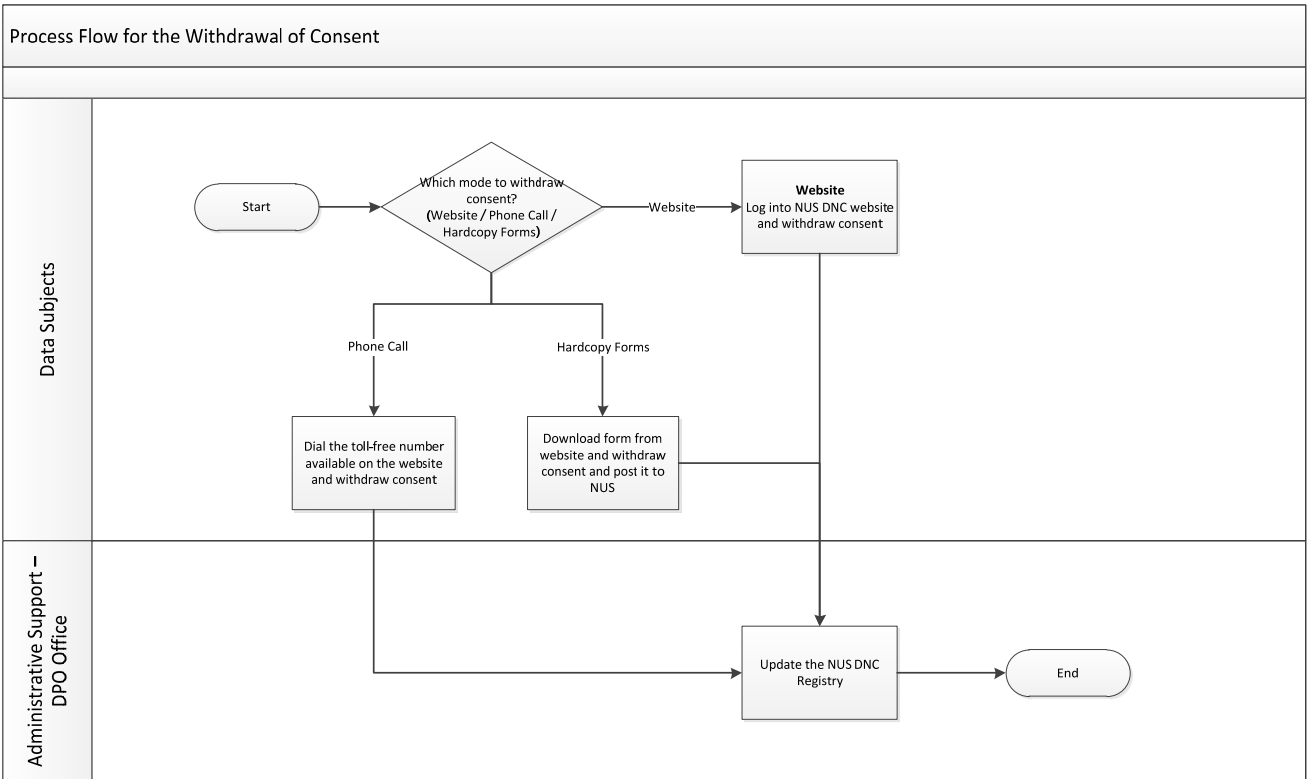 Process Flow for the Withdrawal of Consent
Data Subjects
Start
Which mode to withdraw
consent?
(Website / Phone Call /
Hardcopy Forms)
Website
Website
Log into NUS DNC website
and withdraw consent
Phone Call
Hardcopy Forms
Dial the toll-free number
available on the website
and withdraw consent
Download form from
website and withdraw
consent and post it to
NUS
Administrative Support –
DPO Office
Update the NUS DNC
Registry
End